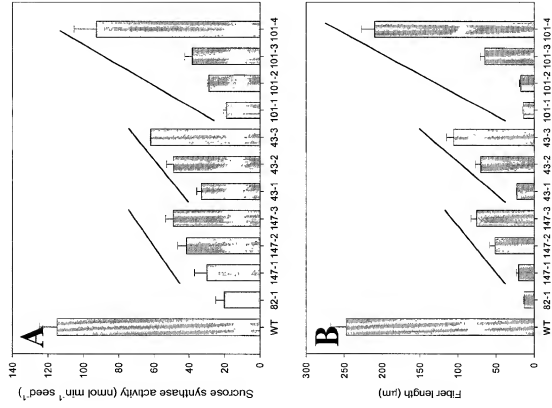 A
Sucrose synthase activity (nmol min⁻¹ seed⁻¹)
140
120
100
80
60
40
20
0
WT 82-1 147-1 147-2 147-3 43-1 43-2 43-3 101-1 101-2 101-3 101-4
B
Fiber length (μm)
300
250
200
150
100
50
0
WT 82-1 147-1 147-2 147-3 43-1 43-2 43-3 101-1 101-2 101-3 101-4